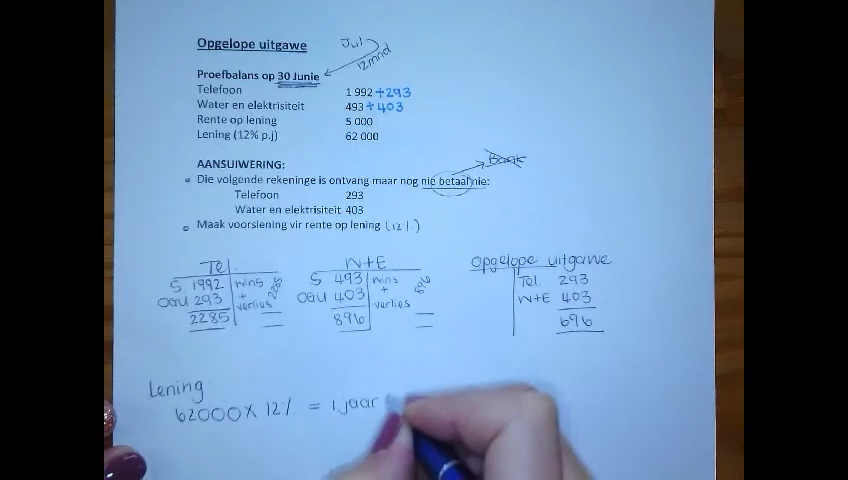 Opgelope uitgawe
Jul
12mnd
Proefbalans op 30 Junie
Telefoon 1 992 +293
Water en elektrisiteit 493 +403
Rente op lening 5 000
Lening (12% p.j) 62 000
AANSUIWERING:
Bank
Die volgende rekeninge is ontvang maar nog nie betaal nie:
Telefoon 293
Water en elektrisiteit 403
Maak voorsiening vir rente op lening (12%)
Tel. W+E Opgelope uitgawe
S 1992 wins 2285 S 493 wins 896 Tel. 293
OGU 293 + verlies OGU 403 + verlies W+E 403
2285 896 696
Lening
62000 x 12% = 1 jaar